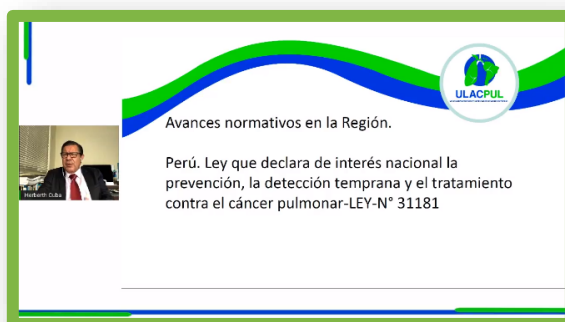 ULACPUL
Avances normativos en la Región.
Perú. Ley que declara de interés nacional la
prevención, la detección temprana y el tratamiento
contra el cáncer pulmonar-LEY-N° 31181
Herberth Cuba